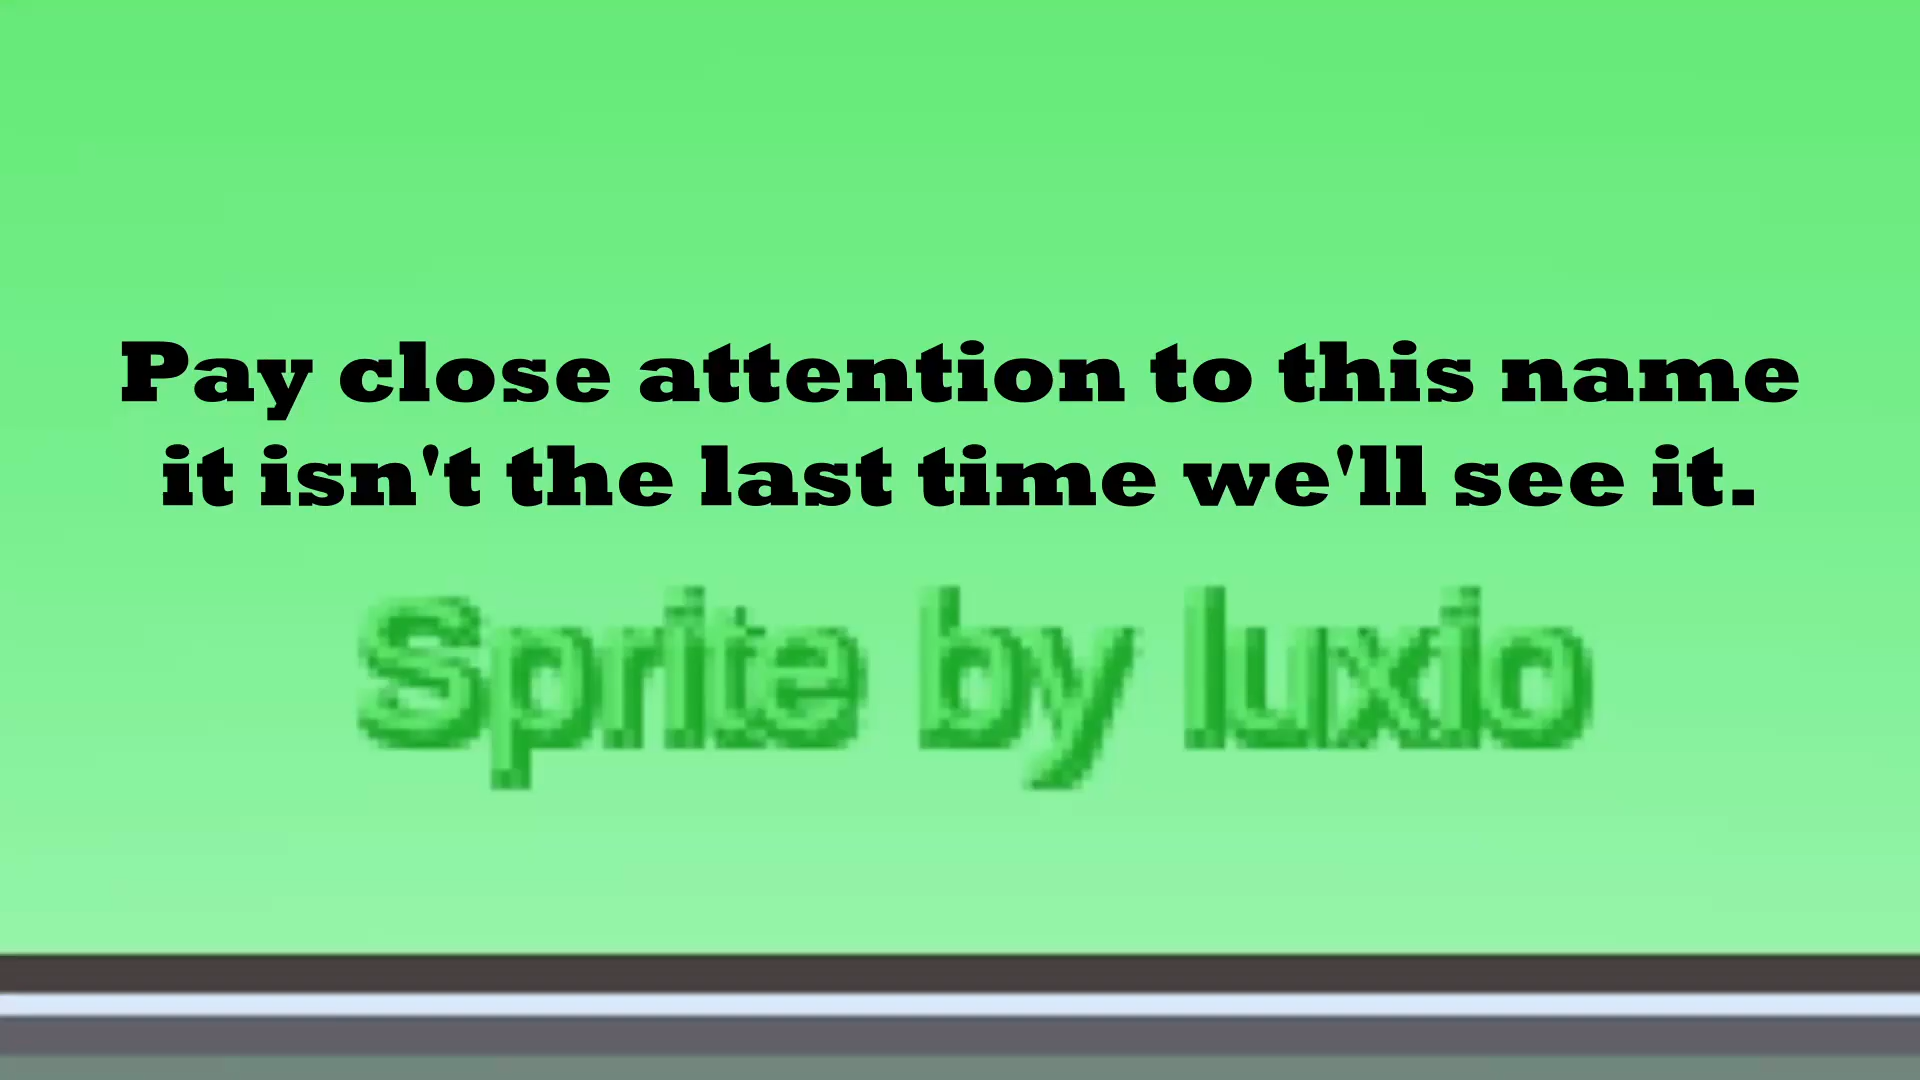 Pay close attention to this name
it isn't the last time we'll see it.
Sprite by luxio